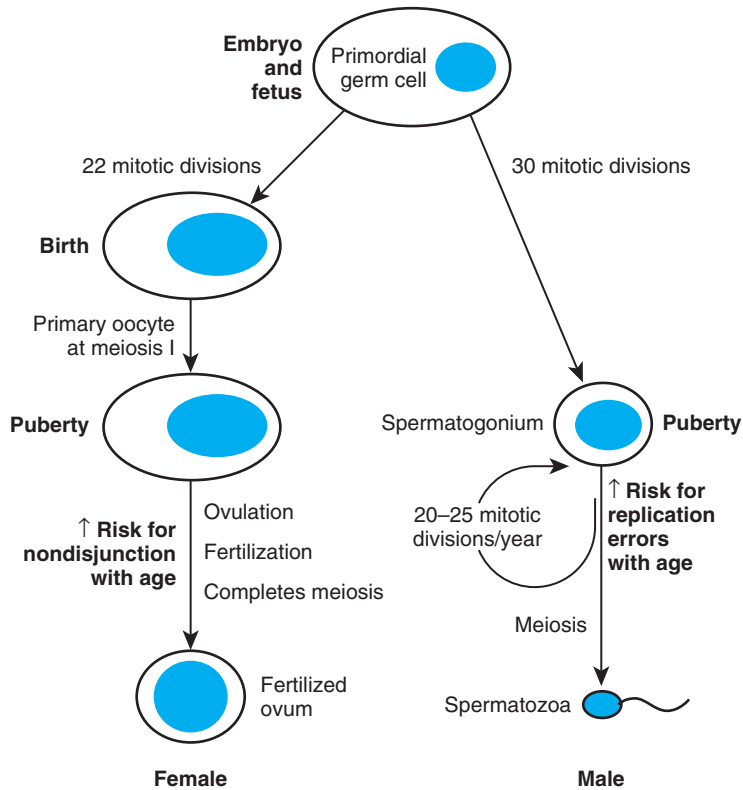 Embryo
and
fetus
Primordial
germ cell
22 mitotic divisions
30 mitotic divisions
Birth
Primary oocyte
at meiosis I
Puberty
Spermatogonium
Puberty
↑ Risk for
nondisjunction
with age
Ovulation
Fertilization
Completes meiosis
20–25 mitotic
divisions/year
↑ Risk for
replication
errors
with age
Meiosis
Fertilized
ovum
Spermatozoa
Female
Male